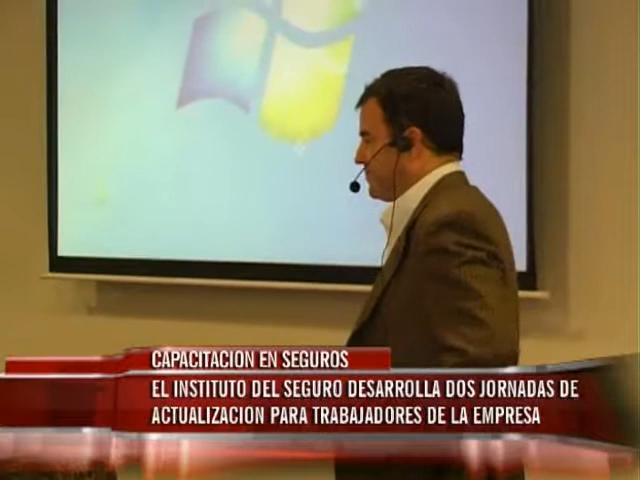 CAPACITACION EN SEGUROS
EL INSTITUTO DEL SEGURO DESARROLLA DOS JORNADAS DE
ACTUALIZACION PARA TRABAJADORES DE LA EMPRESA